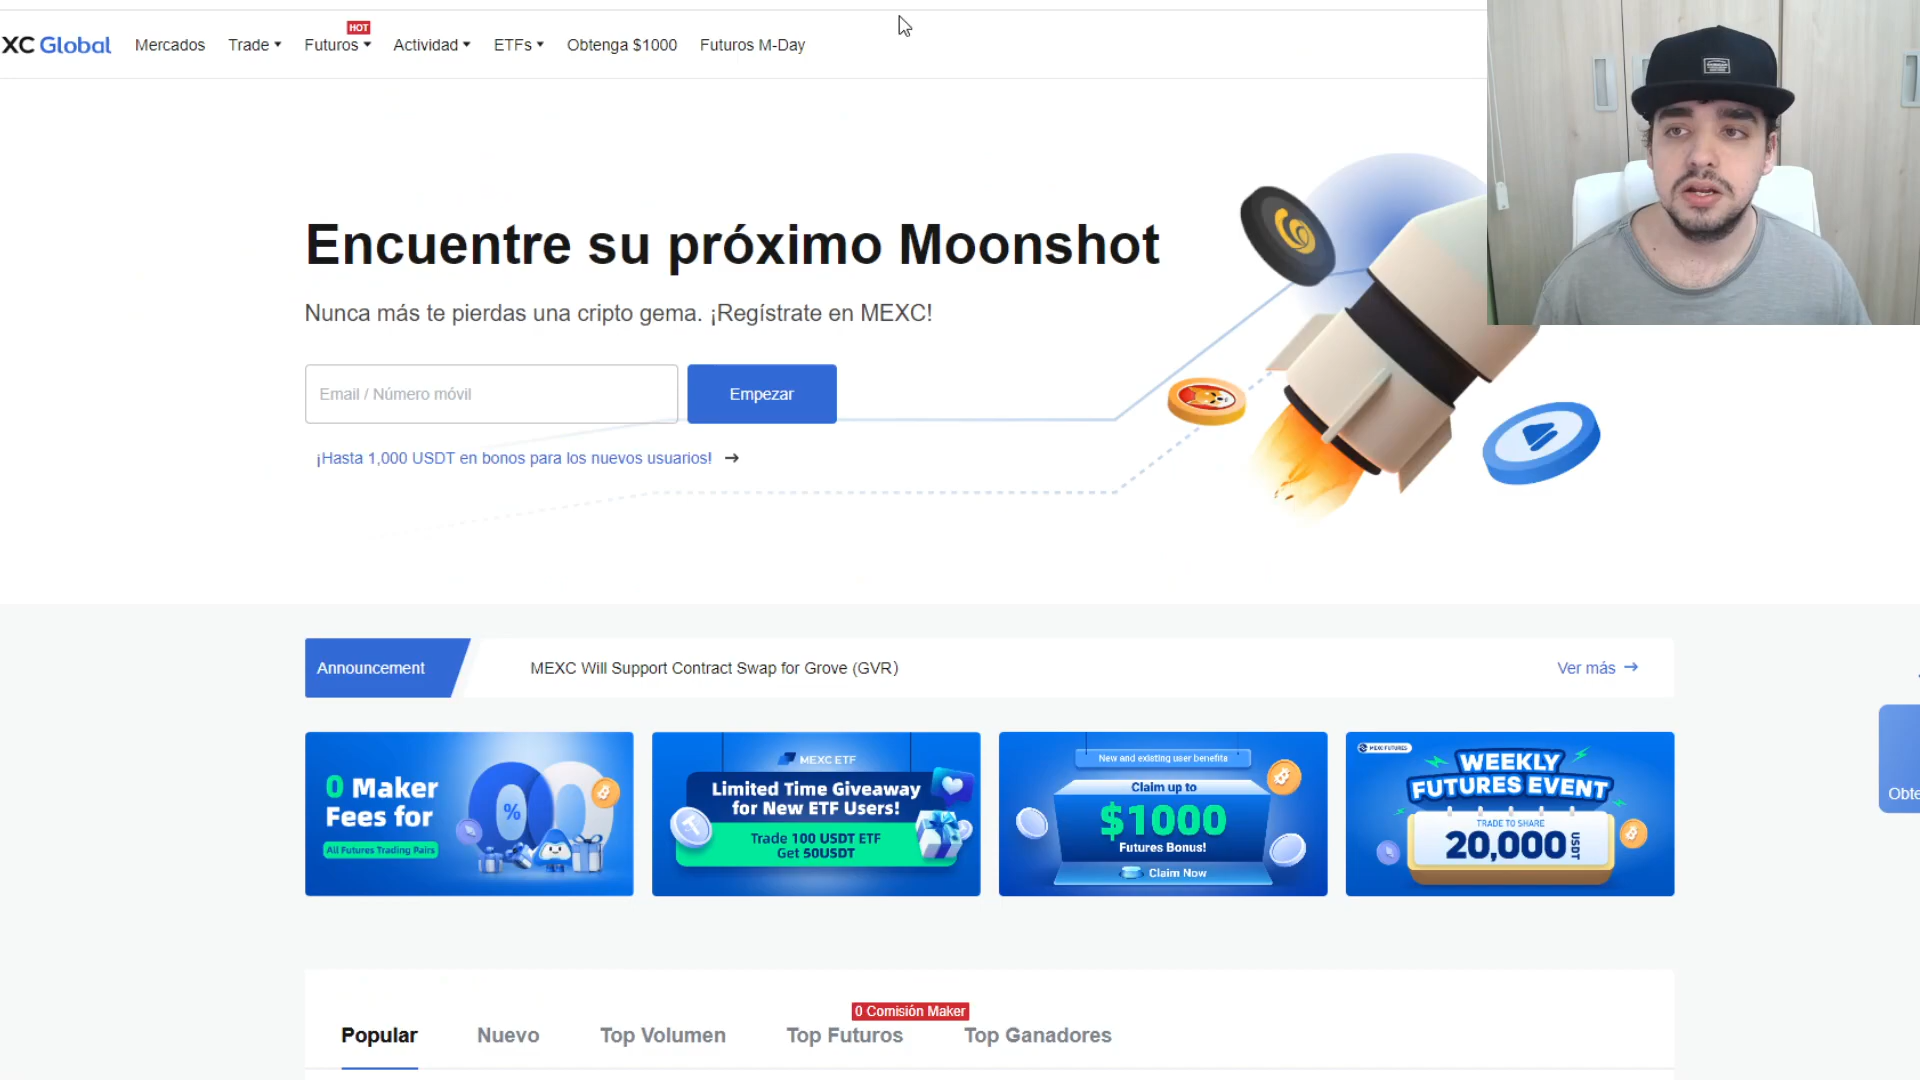 XC Global
Mercados
Trade
HOT
Futuros
Actividad
ETFs
Obtenga $1000
Futuros M-Day
Encuentre su próximo Moonshot
Nunca más te pierdas una cripto gema. ¡Regístrate en MEXC!
Email / Número móvil
Empezar
¡Hasta 1,000 USDT en bonos para los nuevos usuarios! →
Announcement
MEXC Will Support Contract Swap for Grove (GVR)
Ver más →
0 Maker
Fees for
All Futures Trading Pairs
%
MEXC ETF
Limited Time Giveaway
for New ETF Users!
Trade 100 USDT ETF
Get 50USDT
New and existing user benefits
Claim up to
$1000
Futures Bonus!
Claim Now
MEXC FUTURES
WEEKLY
FUTURES EVENT
TRADE TO SHARE
20,000 USDT
Obte
0 Comisión Maker
Popular
Nuevo
Top Volumen
Top Futuros
Top Ganadores